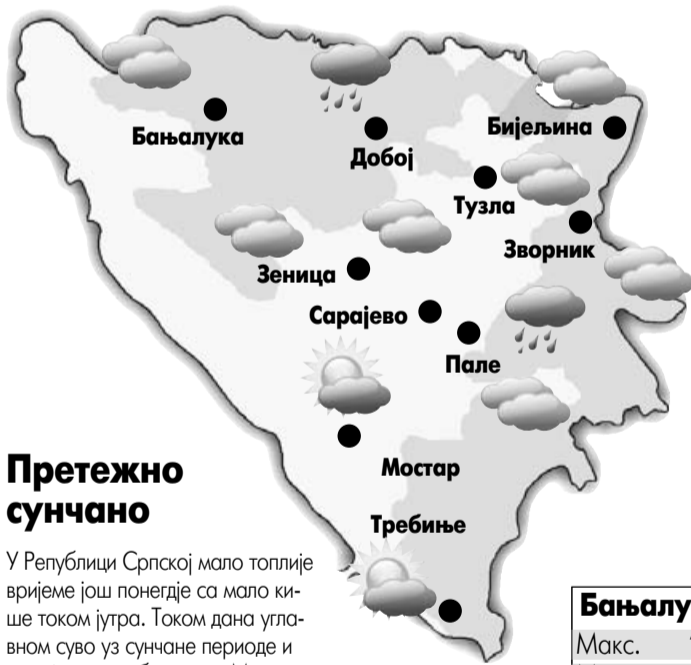 Бањалука
Добој
Бијељина
Тузла
Зворник
Зеница
Сарајево
Пале
Мостар
Требиње
Претежно
сунчано
У Републици Српској мало топлије
вријеме још понегдје са мало ки-
ше током јутра. Током дана угла-
вном суво уз сунчане периоде и
Макс.